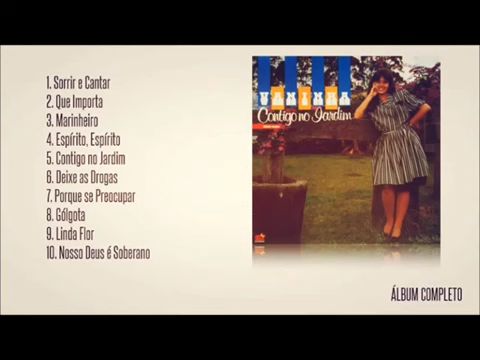 1. Sorrir e Cantar
2. Que Importa
3. Marinheiro
4. Espírito, Espírito
5. Contigo no Jardim
6. Deixe as Drogas
7. Porque se Preocupar
8. Gólgota
9. Linda Flor
10. Nosso Deus é Soberano
VANINHA
Contigo no Jardim
ÁLBUM COMPLETO